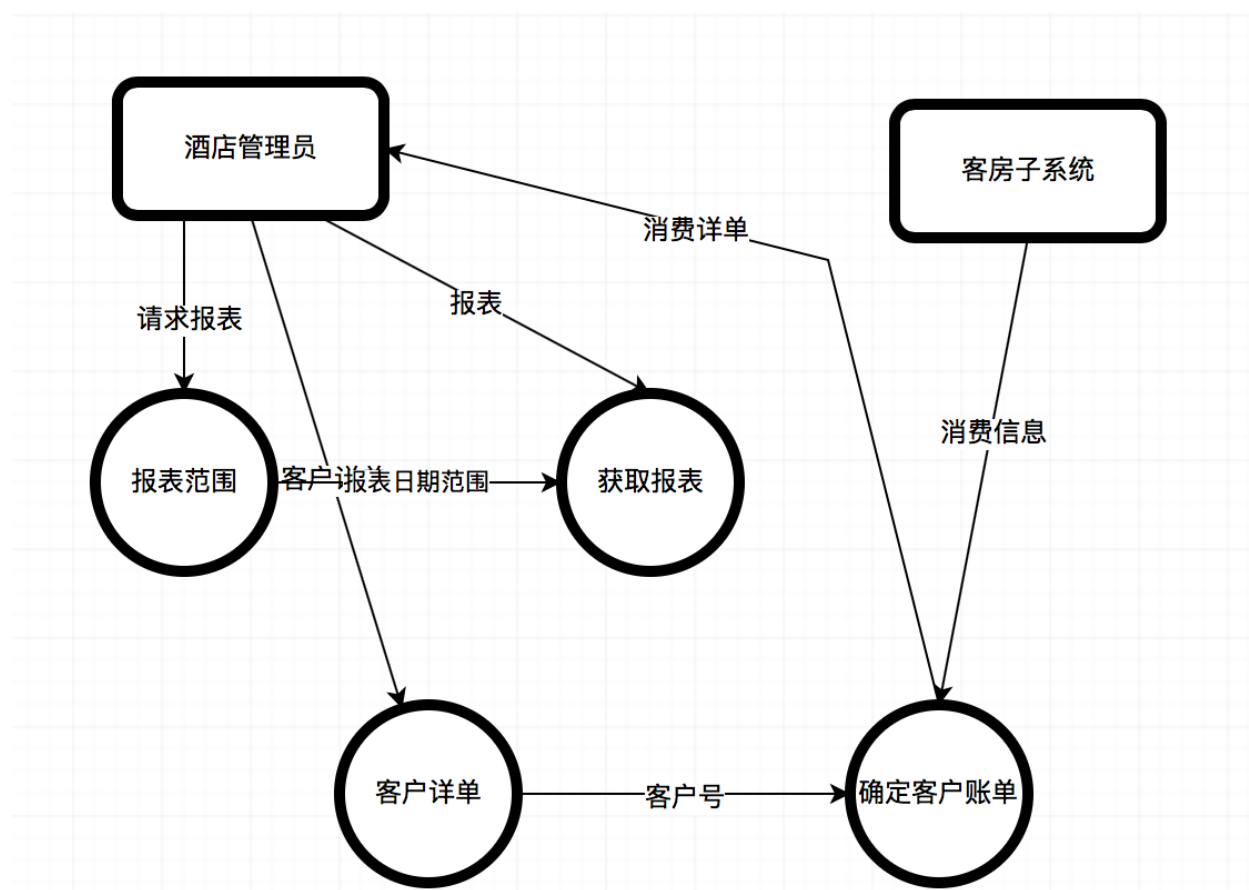 酒店管理员
客房子系统
消费详单
报表
请求报表
消费信息
报表范围
客户
报表日期范围
获取报表
客户详单
客户号
确定客户账单